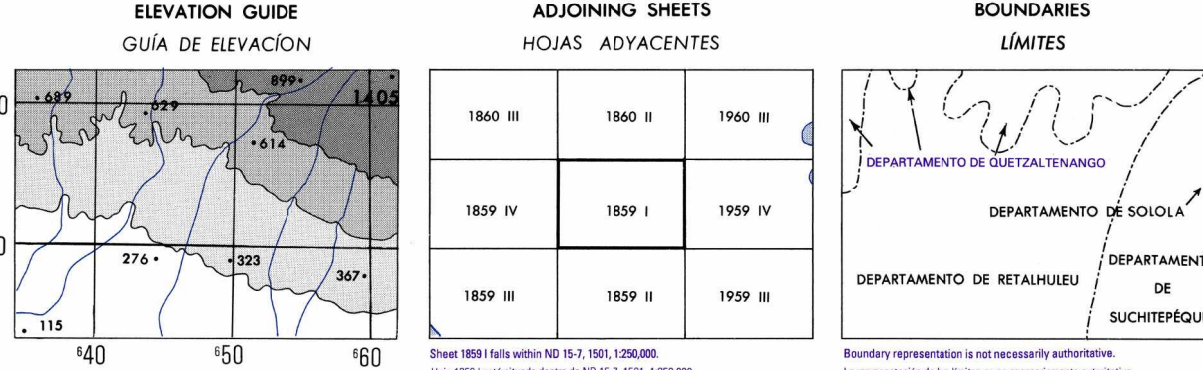 ELEVATION GUIDE
GUÍA DE ELEVACÍON
689
629
899
1405
614
276
323
367
115
0
0
⁶40
⁶50
⁶60
ADJOINING SHEETS
HOJAS ADYACENTES
1860 III
1860 II
1960 III
1859 IV
1859 I
1959 IV
1859 III
1859 II
1959 III
Sheet 1859 I falls within ND 15-7, 1501, 1:250,000.
BOUNDARIES
LÍMITES
DEPARTAMENTO DE QUETZALTENANGO
DEPARTAMENTO DE SOLOLA
DEPARTAMENTO DE RETALHULEU
DEPARTAMENT
DE
SUCHITEPÉQU
Boundary representation is not necessarily authoritative.